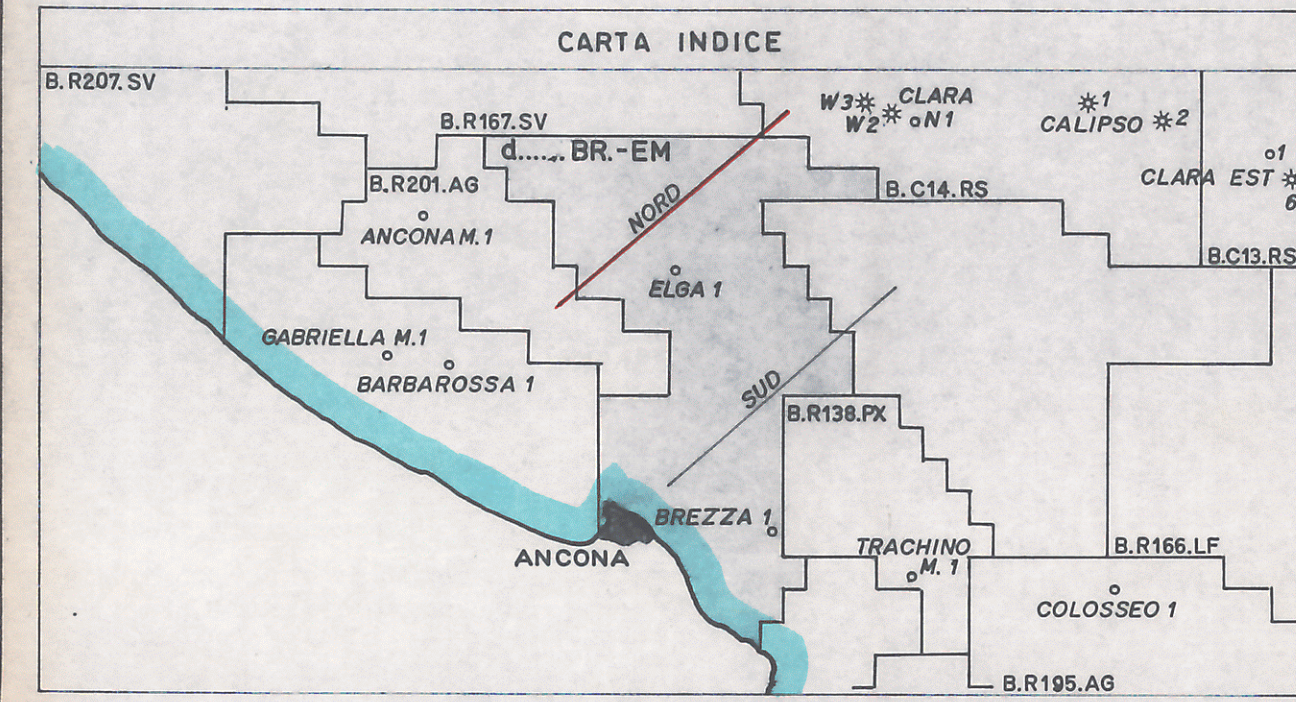 CARTA INDICE
B.R207.SV
B.R167.SV
d...... BR.-EM
B.R201.AG
ANCONA M.1
NORD
ELGA 1
W3 CLARA
W2 N1
1
CALIPSO 2
1
CLARA EST
6
B.C14.RS
B.C13.RS
GABRIELLA M.1
BARBAROSSA 1
SUD
B.R138.PX
BREZZA 1
ANCONA
TRACHINO
M. 1
B.R166.LF
COLOSSEO 1
B.R195.AG